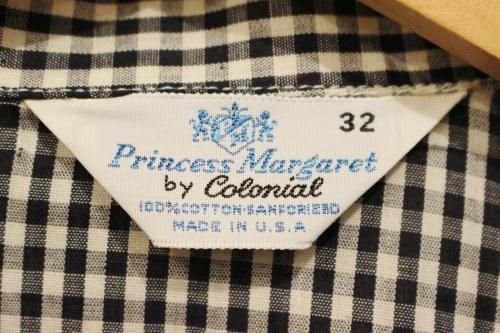 32
Princess Margaret
by Colonial
100% COTTON-SANFORIZED
MADE IN U.S.A